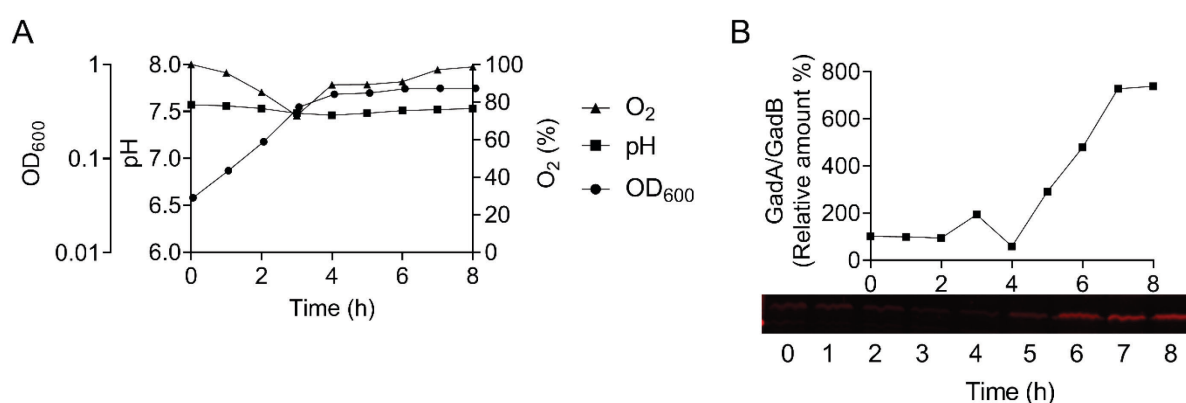 A
OD600
1
0.1
0.01
pH
8.0
7.5
7.0
6.5
6.0
100
80
60
40
20
0
O2 (%)
0 2 4 6 8
Time (h)
O2
pH
OD600
B
GadA/GadB
(Relative amount %)
800
600
400
200
0
0 2 4 6 8
0 1 2 3 4 5 6 7 8
Time (h)